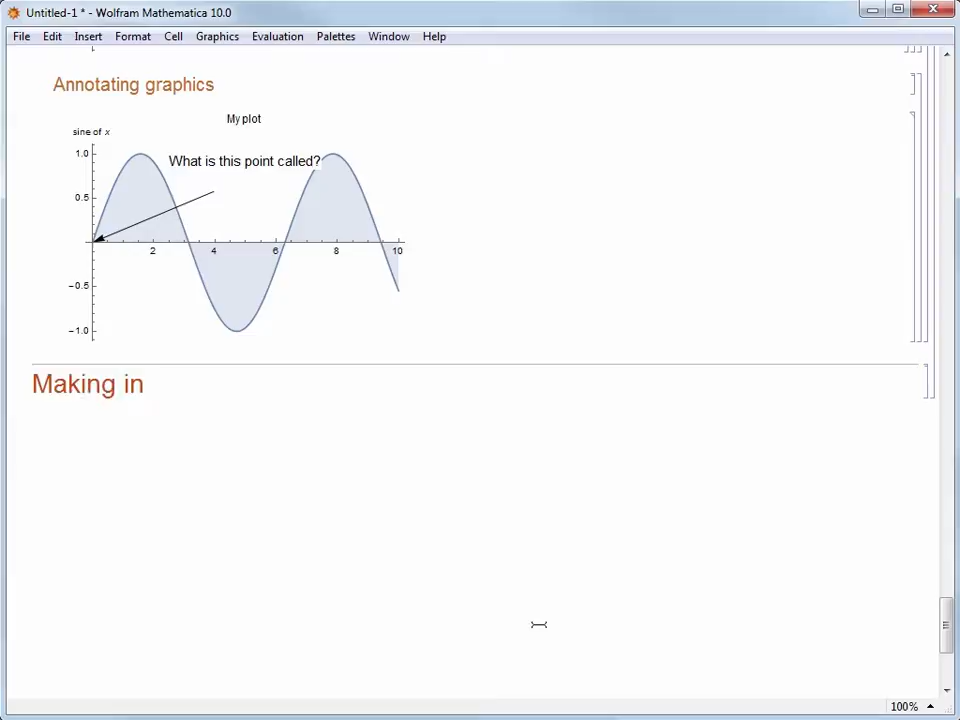 Untitled-1 * - Wolfram Mathematica 10.0
File Edit Insert Format Cell Graphics Evaluation Palettes Window Help
Annotating graphics
My plot
sine of x
1.0
What is this point called?
0.5
2 4 6 8 10
−0.5
−1.0
Making in
100%